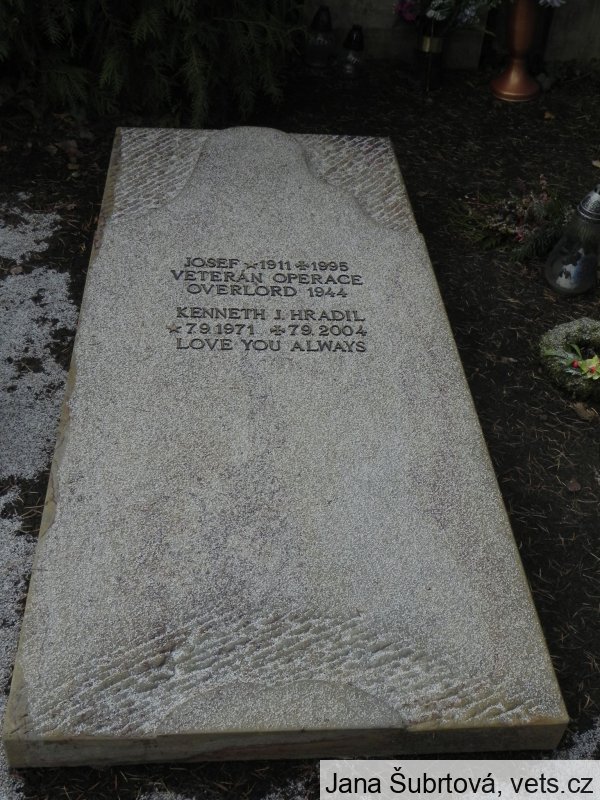 JOSEF ★1911 ✠1995
VETERÁN OPERACE
OVERLORD 1944
KENNETH J. HRADIL
★7.9.1971 ✠7.9.2004
LOVE YOU ALWAYS
Jana Šubrtová, vets.cz